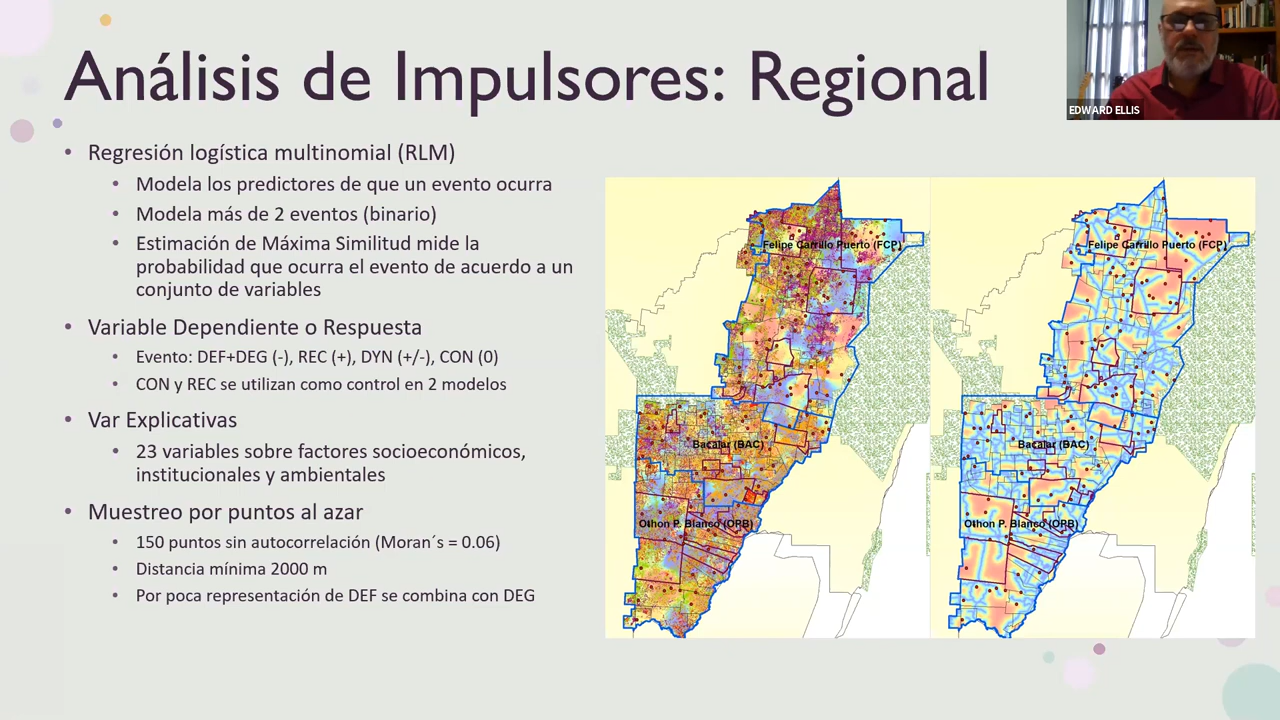 Análisis de Impulsores: Regional
EDWARD ELLIS
• Regresión logística multinomial (RLM)
• Modela los predictores de que un evento ocurra
• Modela más de 2 eventos (binario)
• Estimación de Máxima Similitud mide la
probabilidad que ocurra el evento de acuerdo a un
conjunto de variables
• Variable Dependiente o Respuesta
• Evento: DEF+DEG (-), REC (+), DYN (+/-), CON (0)
• CON y REC se utilizan como control en 2 modelos
• Var Explicativas
• 23 variables sobre factores socioeconómicos,
institucionales y ambientales
• Muestreo por puntos al azar
• 150 puntos sin autocorrelación (Moran´s = 0.06)
• Distancia mínima 2000 m
• Por poca representación de DEF se combina con DEG
Felipe Carrillo Puerto (FCP)
Bacalar (BAC)
Othon P. Blanco (OPB)
Felipe Carrillo Puerto (FCP)
Bacalar (BAC)
Othon P. Blanco (OPB)